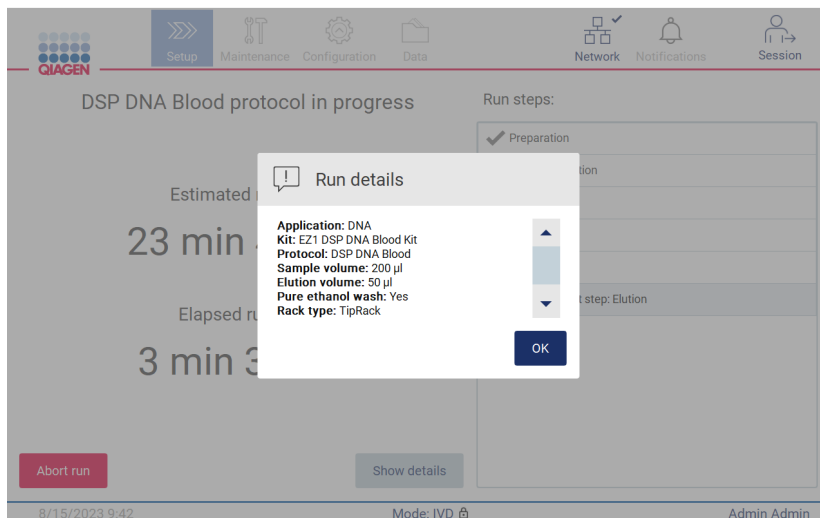 QIAGEN
Setup
Maintenance
Configuration
Data
Network
Notifications
Session
DSP DNA Blood protocol in progress
Run steps:
Preparation
Run details
Application: DNA
Kit: EZ1 DSP DNA Blood Kit
Protocol: DSP DNA Blood
Sample volume: 200 µl
Elution volume: 50 µl
Pure ethanol wash: Yes
Rack type: TipRack
OK
Estimated
23 min
Elapsed
3 min 3
step: Elution
Abort run
Show details
8/15/2023 9:42
Mode: IVD
Admin Admin